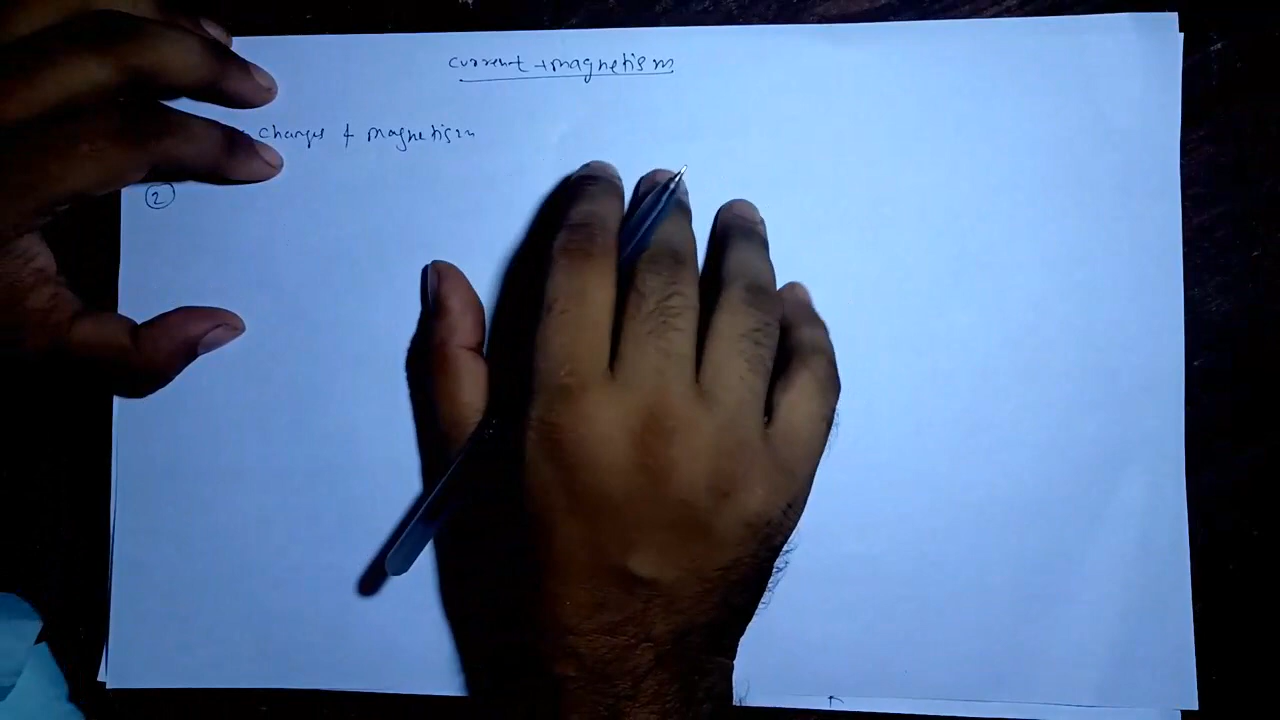 current + magnetism
charges & magnetism
2